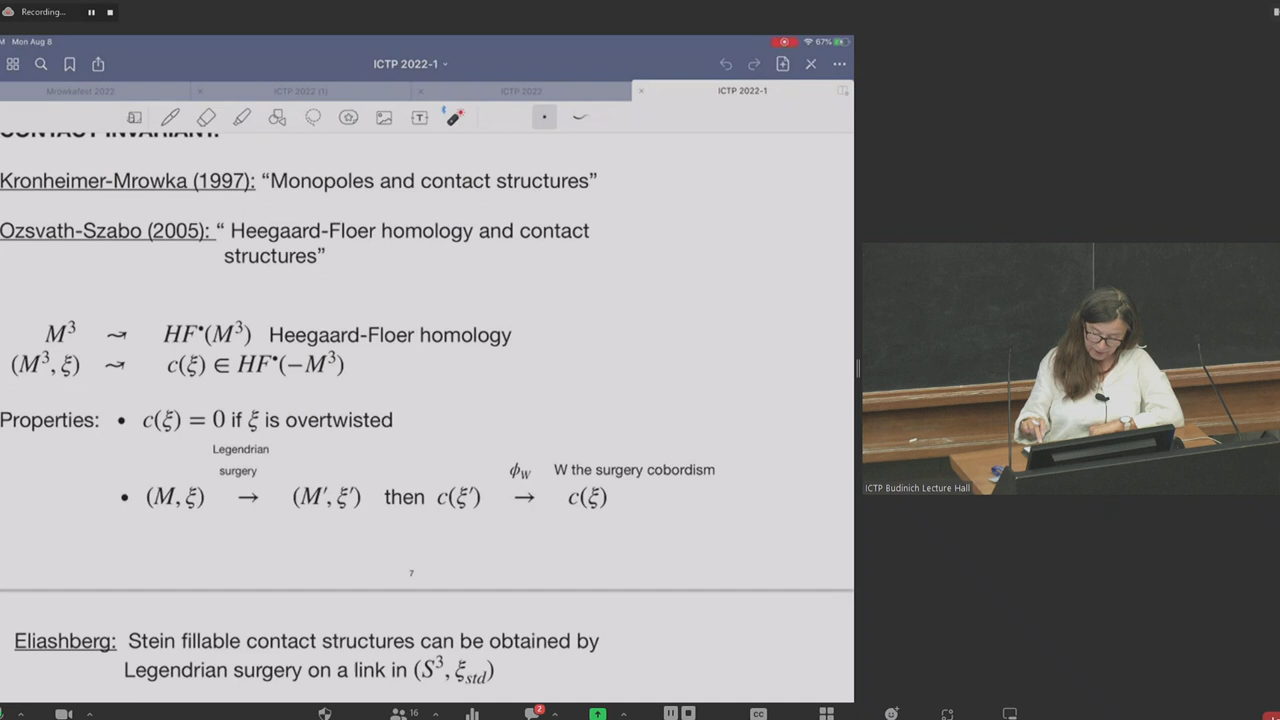 Recording...
Mon Aug 8
67%
ICTP 2022-1
Mrowkafest 2022
ICTP 2022 (1)
ICTP 2022
ICTP 2022-1
CONTACT INVARIANT:
Kronheimer-Mrowka (1997): “Monopoles and contact structures”
Ozsvath-Szabo (2005): “ Heegaard-Floer homology and contact
structures”
M³ ⤳ HF•(M³) Heegaard-Floer homology
(M³, ξ) ⤳ c(ξ) ∈ HF•(−M³)
Properties: • c(ξ) = 0 if ξ is overtwisted
Legendrian
surgery
ϕ_W W the surgery cobordism
• (M, ξ) → (M′, ξ′) then c(ξ′) → c(ξ)
7
Eliashberg: Stein fillable contact structures can be obtained by
Legendrian surgery on a link in (S³, ξ_std)
ICTP Budinich Lecture Hall
16
2
CC